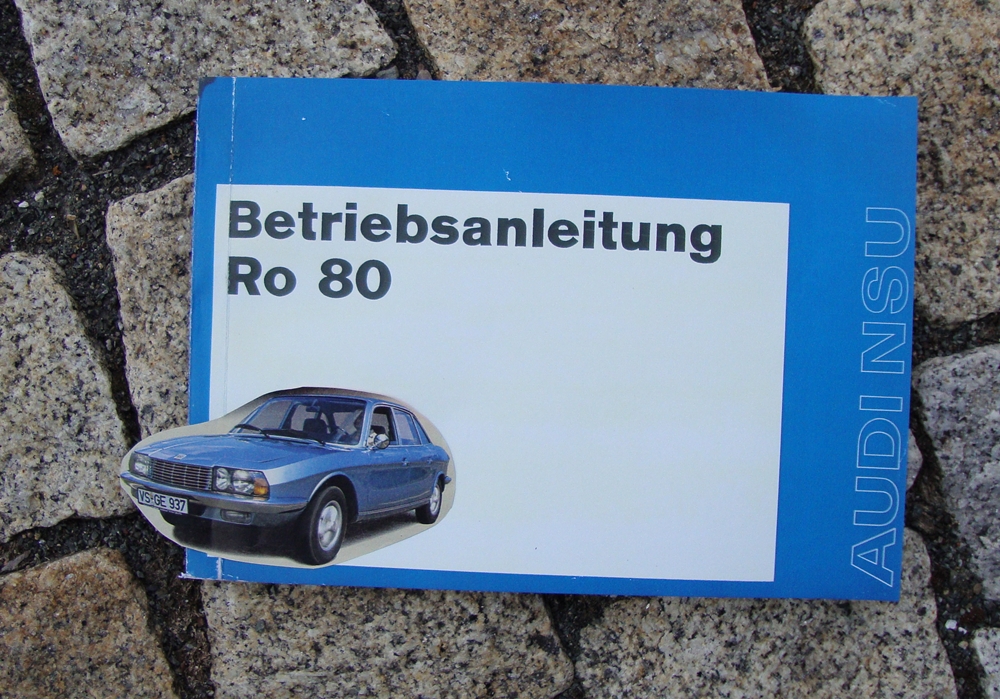 Betriebsanleitung
Ro 80
VS-GE 937
AUDI NSU